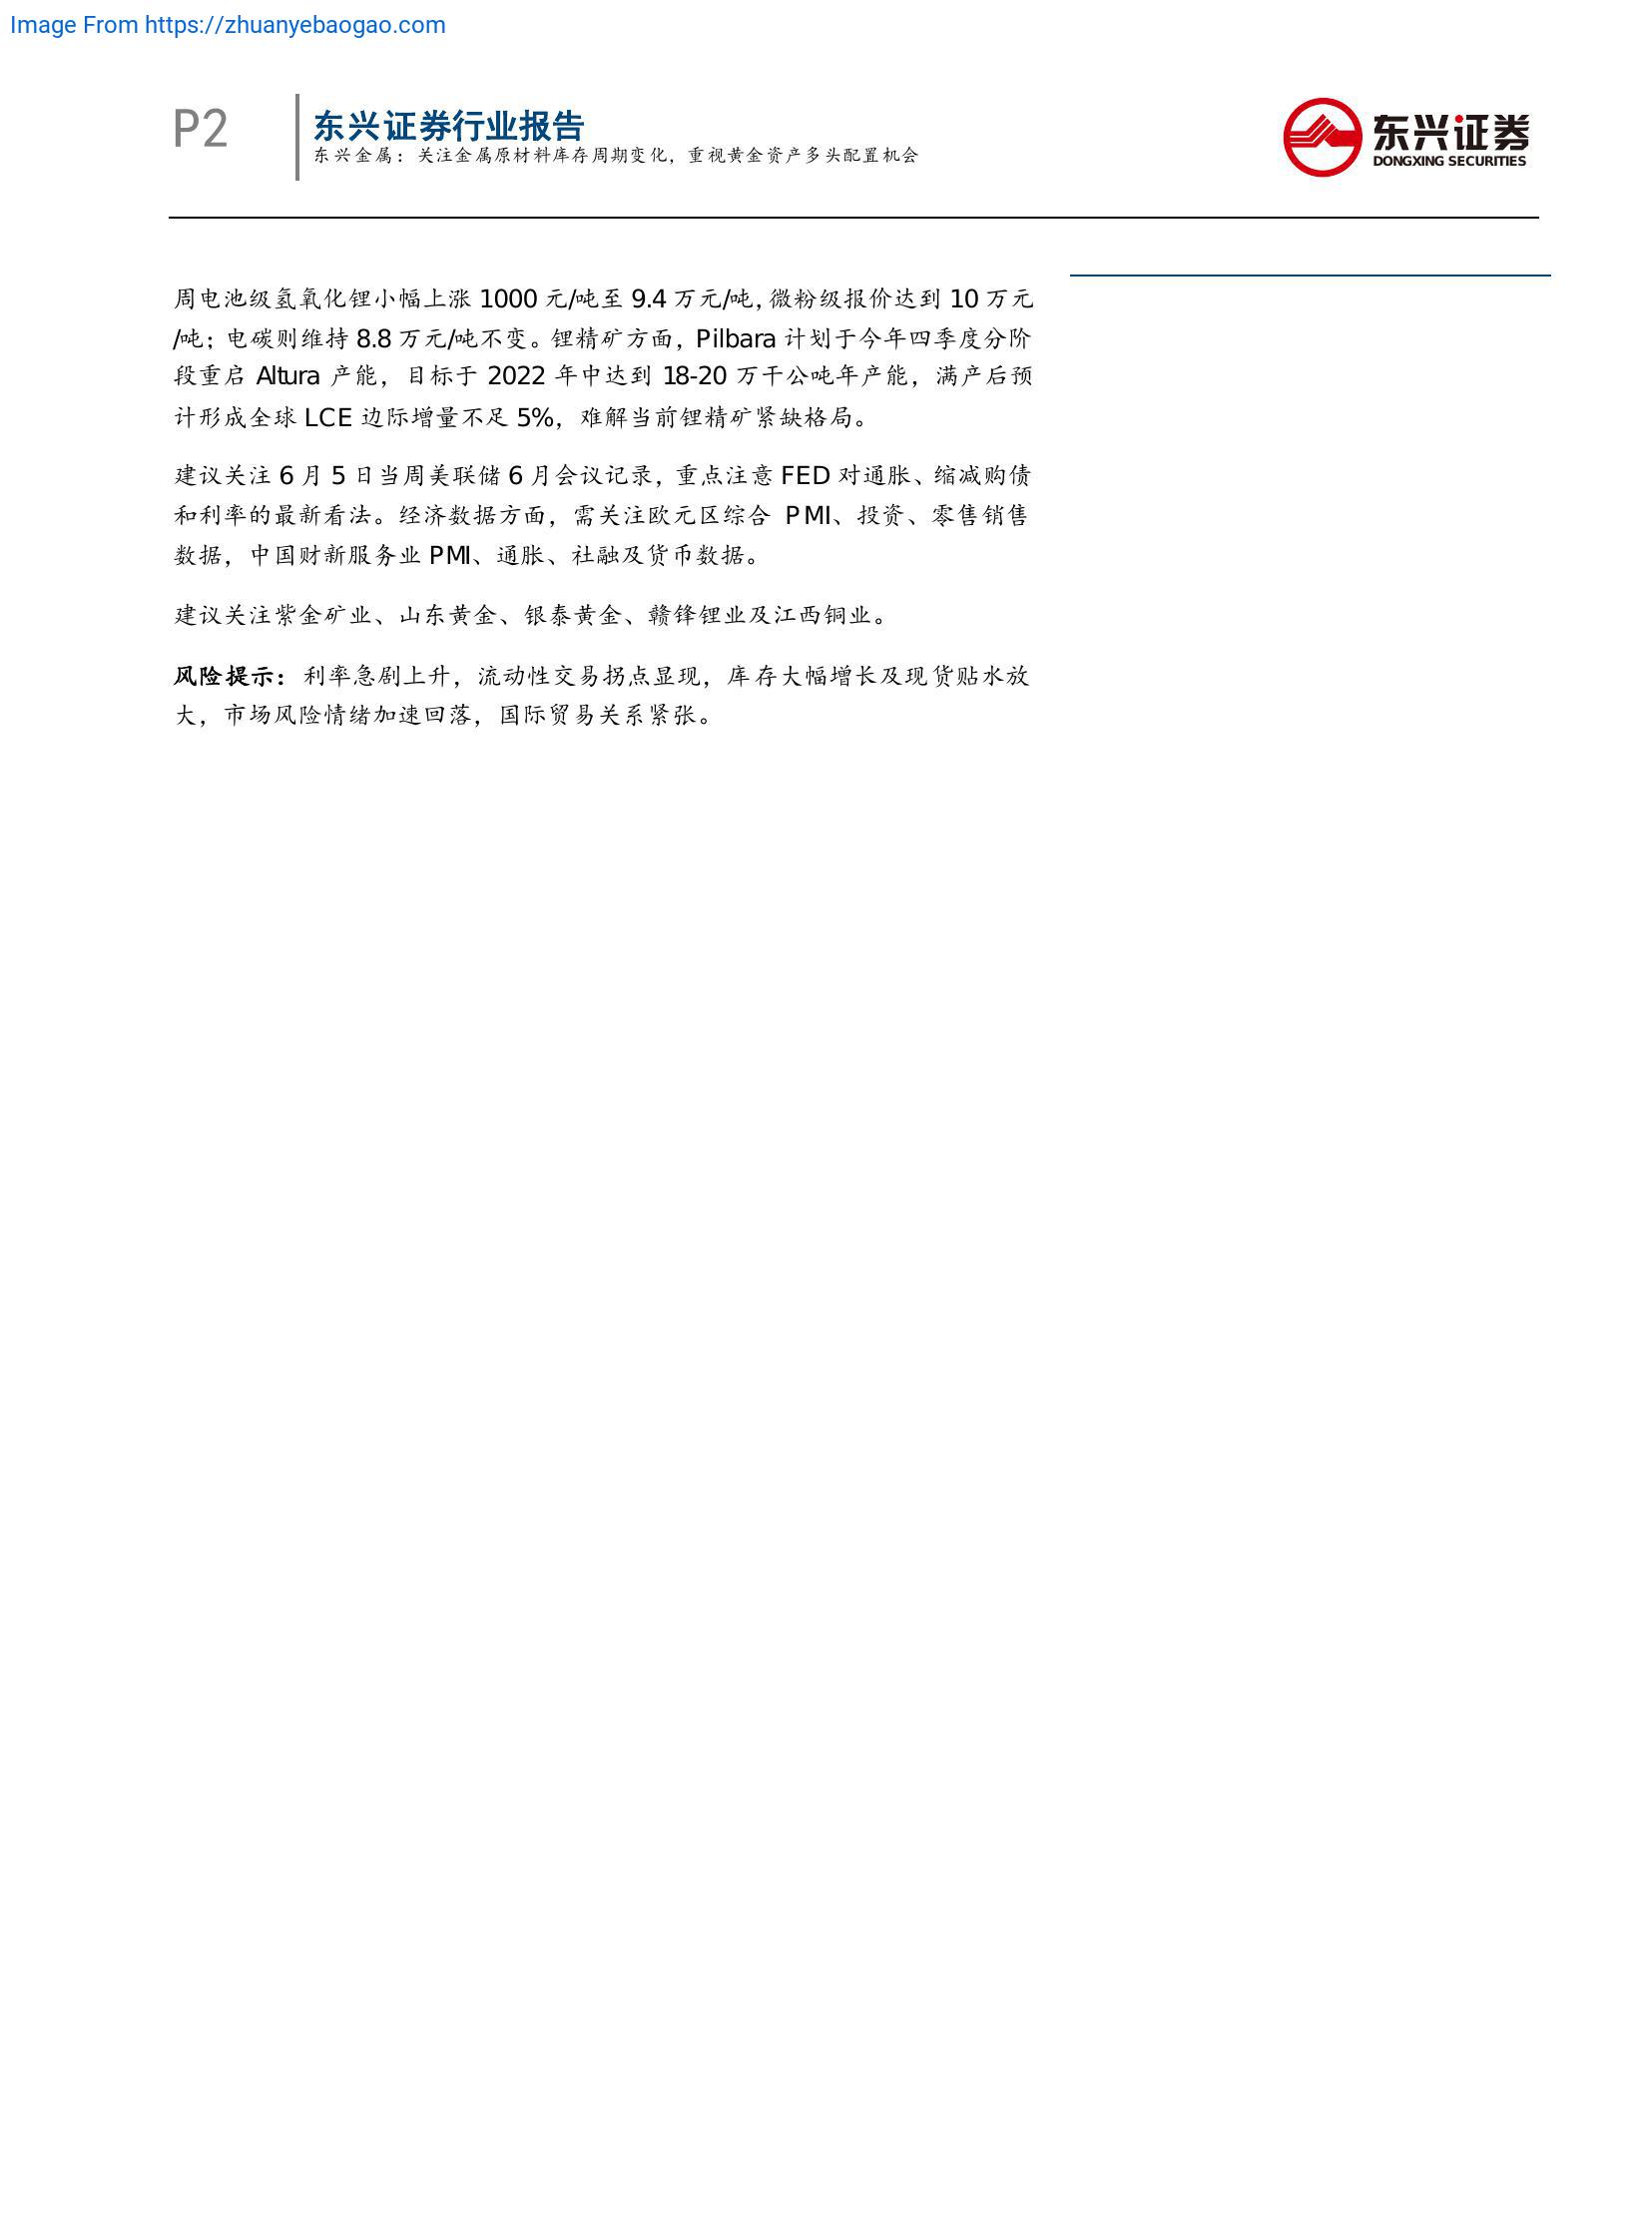 Image From https://zhuanyebaogao.com
P2
东兴证券行业报告
东兴金属：关注金属原材料库存周期变化，重视黄金资产多头配置机会
东兴证券
DONGXING SECURITIES
周电池级氢氧化锂小幅上涨 1000 元/吨至 9.4 万元/吨，微粉级报价达到 10 万元
/吨；电碳则维持 8.8 万元/吨不变。锂精矿方面，Pilbara 计划于今年四季度分阶
段重启 Altura 产能，目标于 2022 年中达到 18-20 万干公吨年产能，满产后预
计形成全球 LCE 边际增量不足 5%，难解当前锂精矿紧缺格局。
建议关注 6 月 5 日当周美联储 6 月会议记录，重点注意 FED 对通胀、缩减购债
和利率的最新看法。经济数据方面，需关注欧元区综合 PMI、投资、零售销售
数据，中国财新服务业 PMI、通胀、社融及货币数据。
建议关注紫金矿业、山东黄金、银泰黄金、赣锋锂业及江西铜业。
风险提示：利率急剧上升，流动性交易拐点显现，库存大幅增长及现货贴水放
大，市场风险情绪加速回落，国际贸易关系紧张。